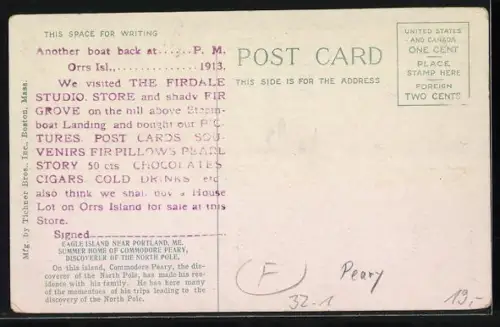 THIS SPACE FOR WRITING
Another boat back at...... P. M.
Orrs Isl............... 1913.
We visited THE FIRDALE
STUDIO. STORE and shady FIR
GROVE on the hill above Steam-
boat Landing and bought our PIC-
TURES. POST CARDS. SOU-
VENIRS FIR PILLOWS PEARL
STORY 50 cts CHOCOLATES
CIGARS. COLD DRINKS etc
also think we shall buy a House
Lot on Orrs Island for sale at this
Store.
Signed
EAGLE ISLAND NEAR PORTLAND, ME.
SUMMER HOME OF COMMODORE PEARY,
DISCOVERER OF THE NORTH POLE.
On this island, Commodore Peary, the dis-
coverer of the North Pole, has made his res-
idence with his family. He has here many
of the mementoes of his trips leading to the
discovery of the North Pole.
Mfg. by Tichnor Bros. Inc., Boston, Mass.
POST CARD
THIS SIDE IS FOR THE ADDRESS
UNITED STATES
AND CANADA
ONE CENT
PLACE
STAMP HERE
FOREIGN
TWO CENTS
F
32-1
Peary
19.-